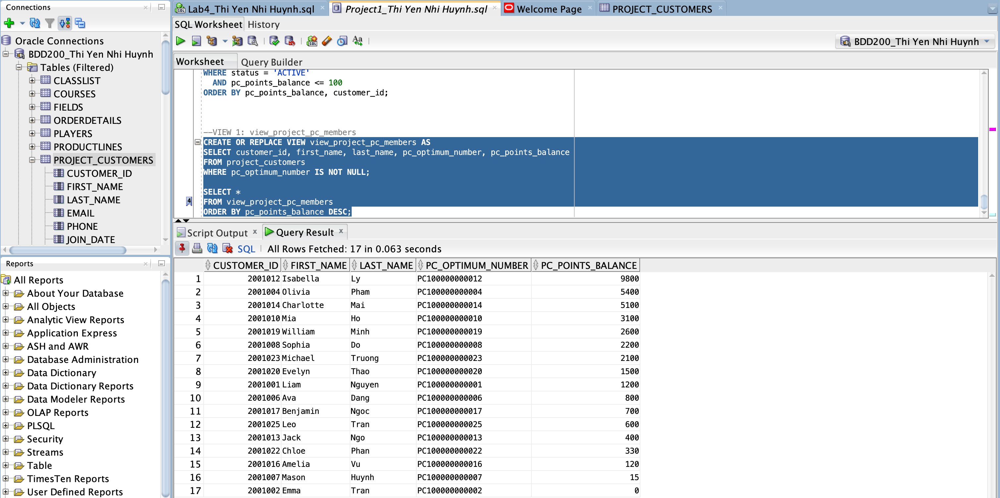 Connections
Oracle Connections
BDD200_Thi Yen Nhi Huynh
Tables (Filtered)
CLASSLIST
COURSES
FIELDS
ORDERDETAILS
PLAYERS
PRODUCTLINES
PROJECT_CUSTOMERS
CUSTOMER_ID
FIRST_NAME
LAST_NAME
EMAIL
PHONE
JOIN_DATE
Reports
All Reports
About Your Database
All Objects
Analytic View Reports
Application Express
ASH and AWR
Database Administration
Data Dictionary
Data Dictionary Reports
Data Modeler Reports
OLAP Reports
PLSQL
Security
Streams
Table
TimesTen Reports
User Defined Reports
Lab4_Thi Yen Nhi Huynh.sql Project1_Thi Yen Nhi Huynh.sql Welcome Page PROJECT_CUSTOMERS
SQL Worksheet History
BDD200_Thi Yen Nhi Huynh
Worksheet Query Builder
WHERE status = 'ACTIVE'
AND pc_points_balance <= 100
ORDER BY pc_points_balance, customer_id;
--VIEW 1: view_project_pc_members
CREATE OR REPLACE VIEW view_project_pc_members AS
SELECT customer_id, first_name, last_name, pc_optimum_number, pc_points_balance
FROM project_customers
WHERE pc_optimum_number IS NOT NULL;
SELECT *
4 FROM view_project_pc_members
ORDER BY pc_points_balance DESC;
Script Output Query Result
SQL All Rows Fetched: 17 in 0.063 seconds
CUSTOMER_ID FIRST_NAME LAST_NAME PC_OPTIMUM_NUMBER PC_POINTS_BALANCE
1 2001012 Isabella Ly PC100000000012 9800
2 2001004 Olivia Pham PC100000000004 5400
3 2001014 Charlotte Mai PC100000000014 5100
4 2001010 Mia Ho PC100000000010 3100
5 2001019 William Minh PC100000000019 2600
6 2001008 Sophia Do PC100000000008 2200
7 2001023 Michael Truong PC100000000023 2100
8 2001020 Evelyn Thao PC100000000020 1500
9 2001001 Liam Nguyen PC100000000001 1200
10 2001006 Ava Dang PC100000000006 800
11 2001017 Benjamin Ngoc PC100000000017 700
12 2001025 Leo Tran PC100000000025 600
13 2001013 Jack Ngo PC100000000013 400
14 2001022 Chloe Phan PC100000000022 330
15 2001016 Amelia Vu PC100000000016 120
16 2001007 Mason Huynh PC100000000007 15
17 2001002 Emma Tran PC100000000002 0